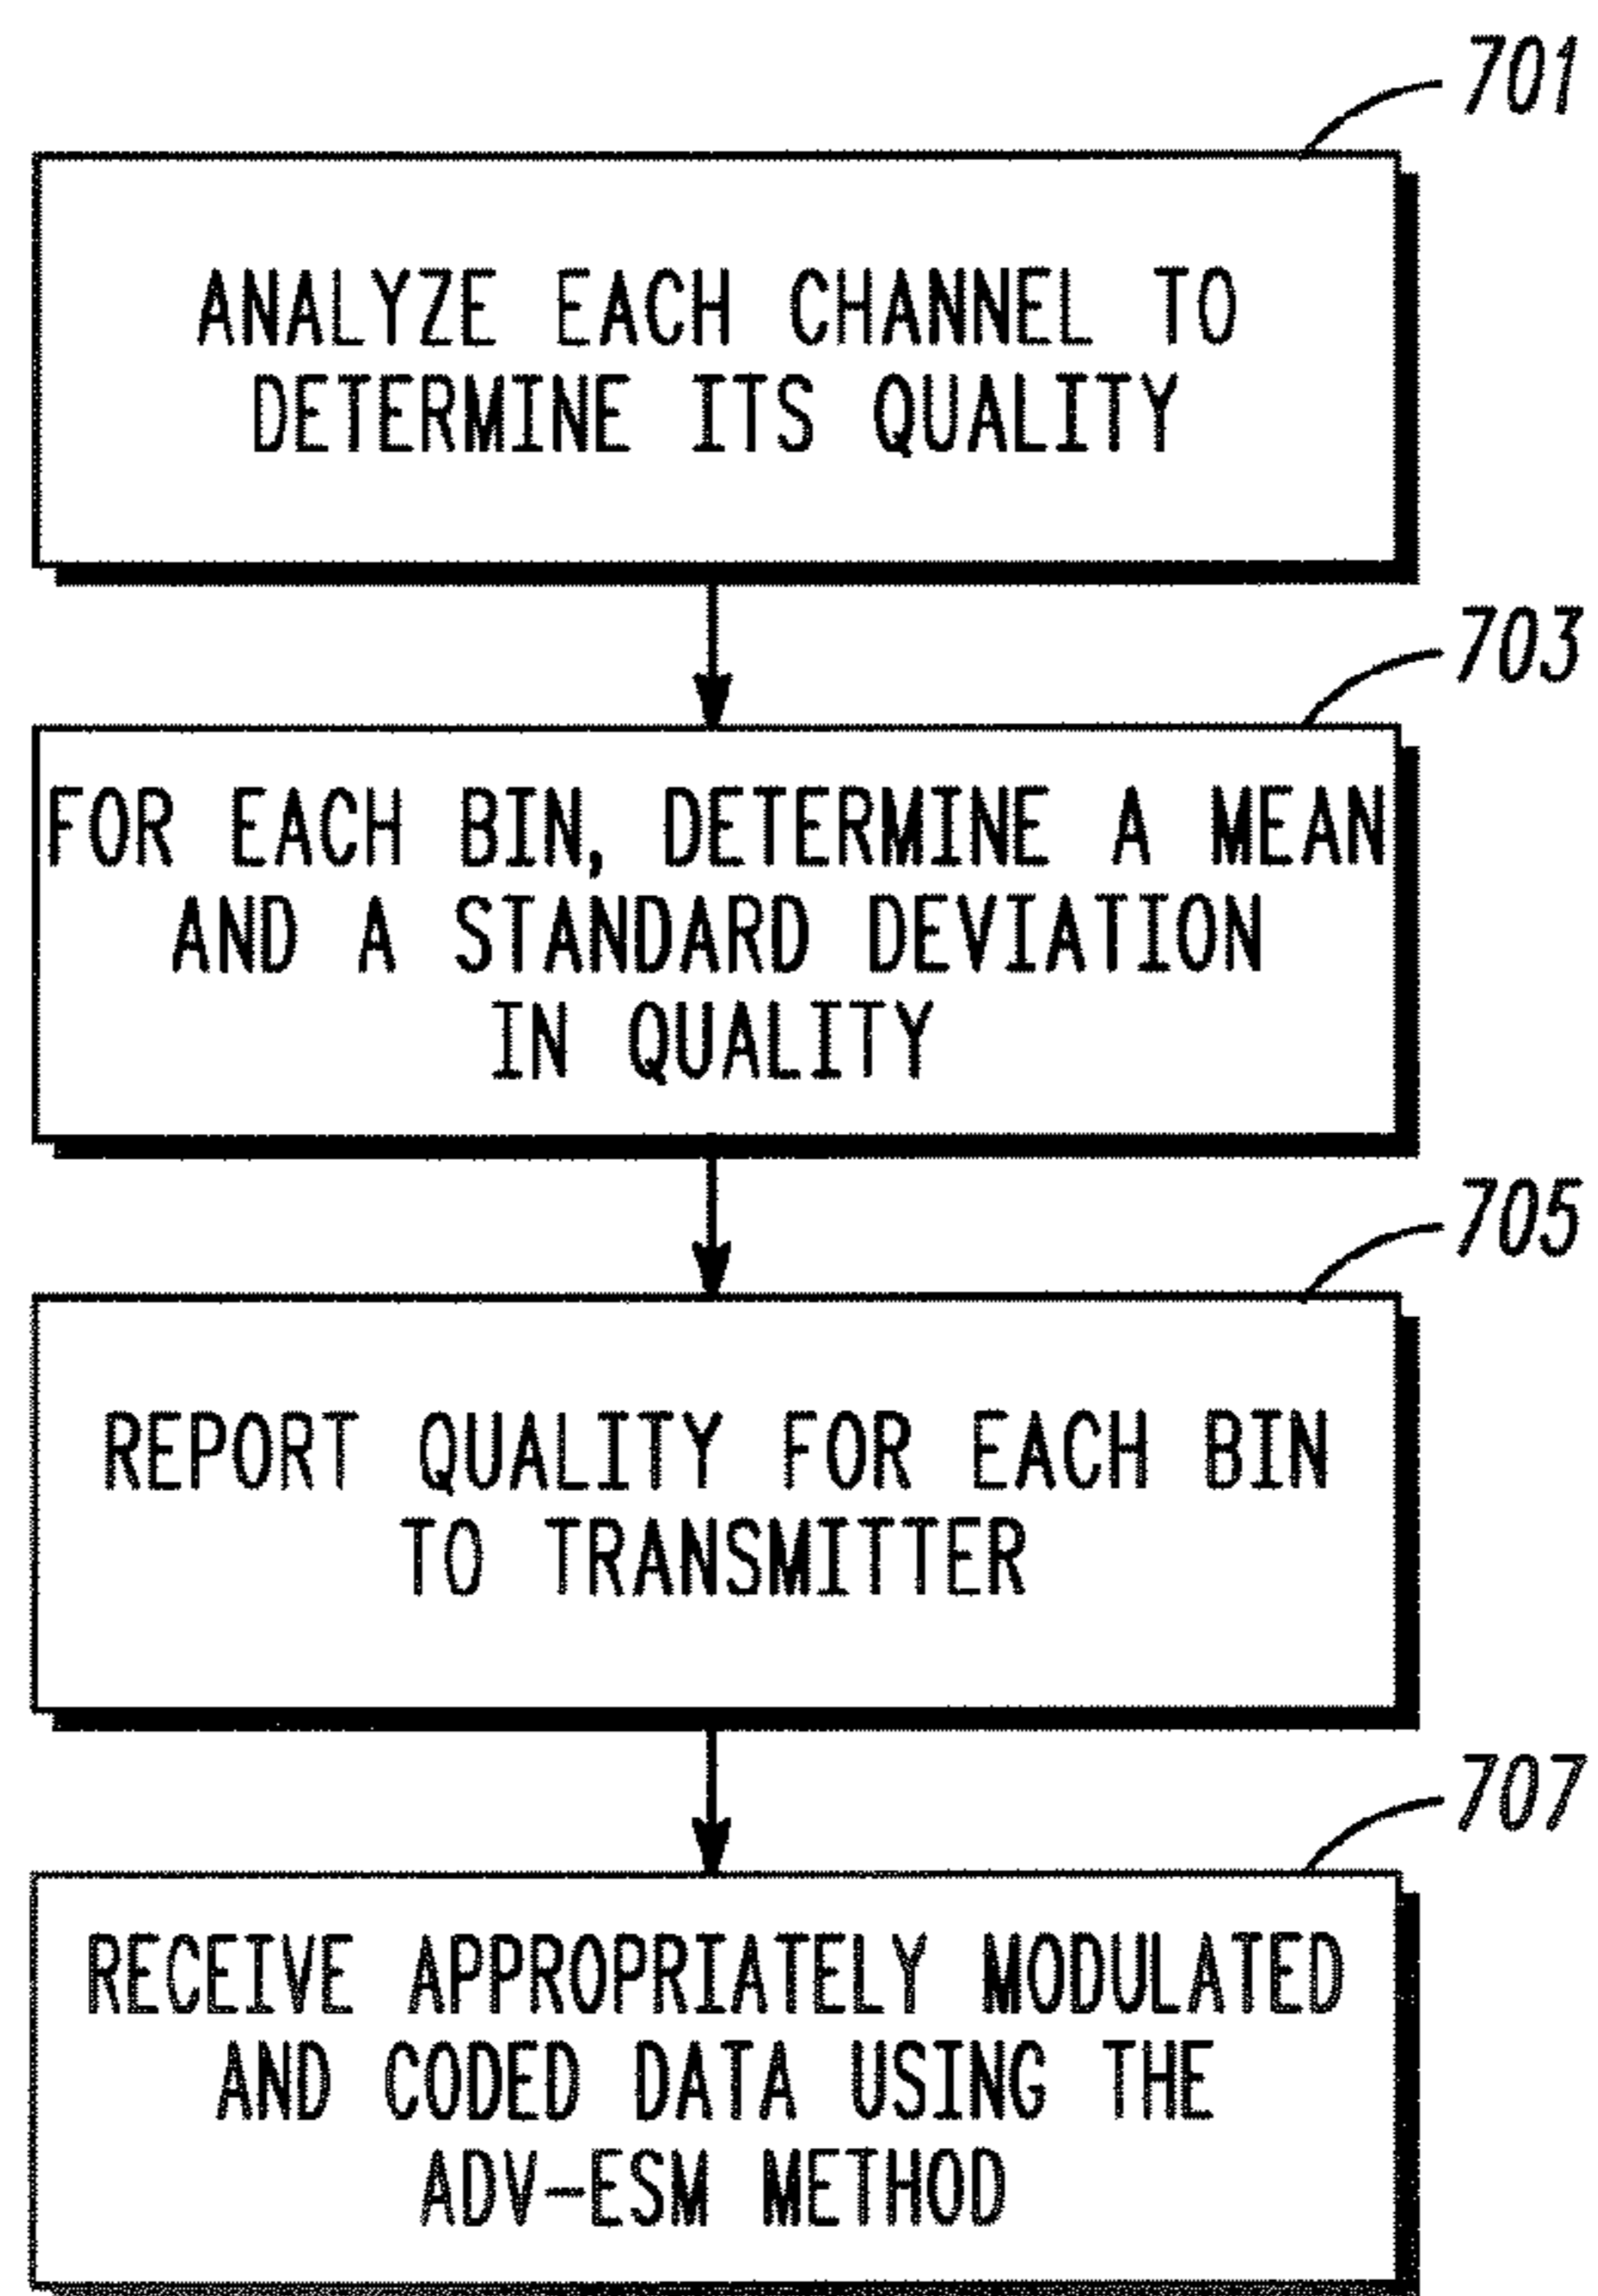 701
ANALYZE EACH CHANNEL TO
DETERMINE ITS QUALITY
703
FOR EACH BIN, DETERMINE A MEAN
AND A STANDARD DEVIATION
IN QUALITY
705
REPORT QUALITY FOR EACH BIN
TO TRANSMITTER
707
RECEIVE APPROPRIATELY MODULATED
AND CODED DATA USING THE
ADV-ESM METHOD